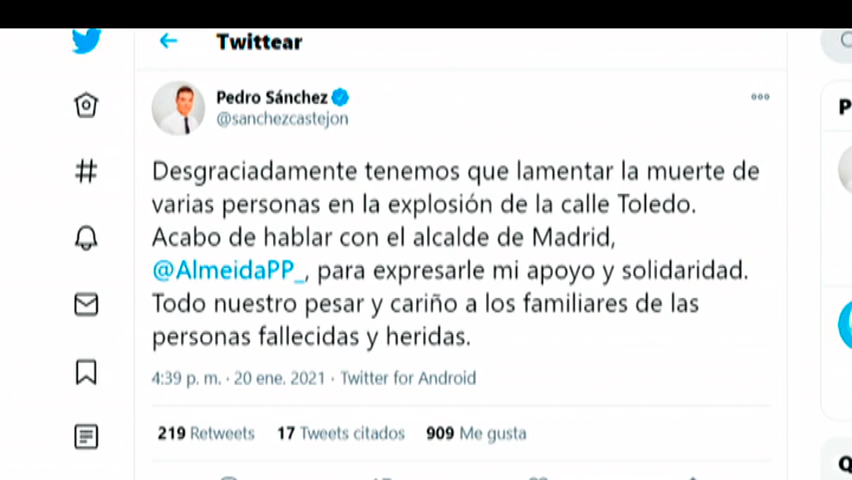 Twittear
Pedro Sánchez
@sanchezcastejon
Desgraciadamente tenemos que lamentar la muerte de
varias personas en la explosión de la calle Toledo.
Acabo de hablar con el alcalde de Madrid,
@AlmeidaPP_, para expresarle mi apoyo y solidaridad.
Todo nuestro pesar y cariño a los familiares de las
personas fallecidas y heridas.
4:39 p. m. · 20 ene. 2021 · Twitter for Android
219 Retweets 17 Tweets citados 909 Me gusta